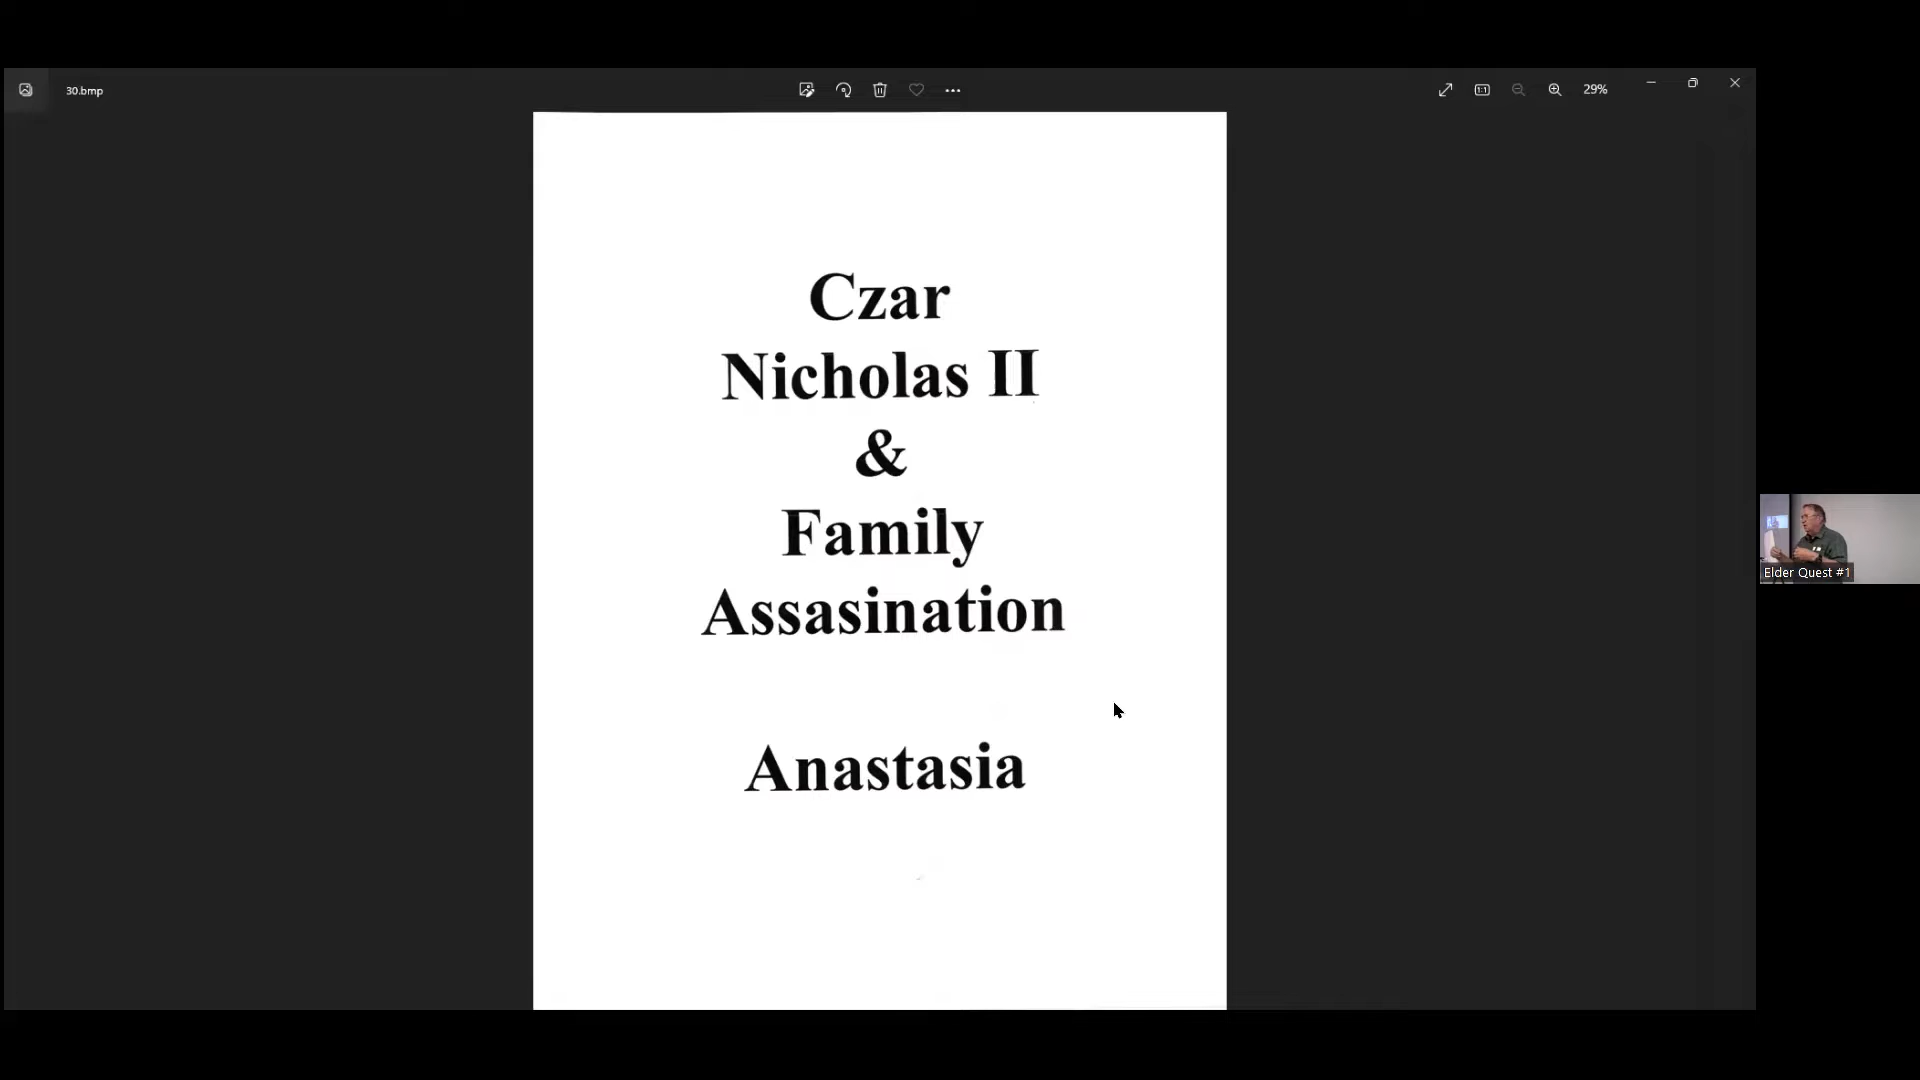 30.bmp
29%
Czar
Nicholas II
&
Family
Assasination
Anastasia
Elder Quest #1